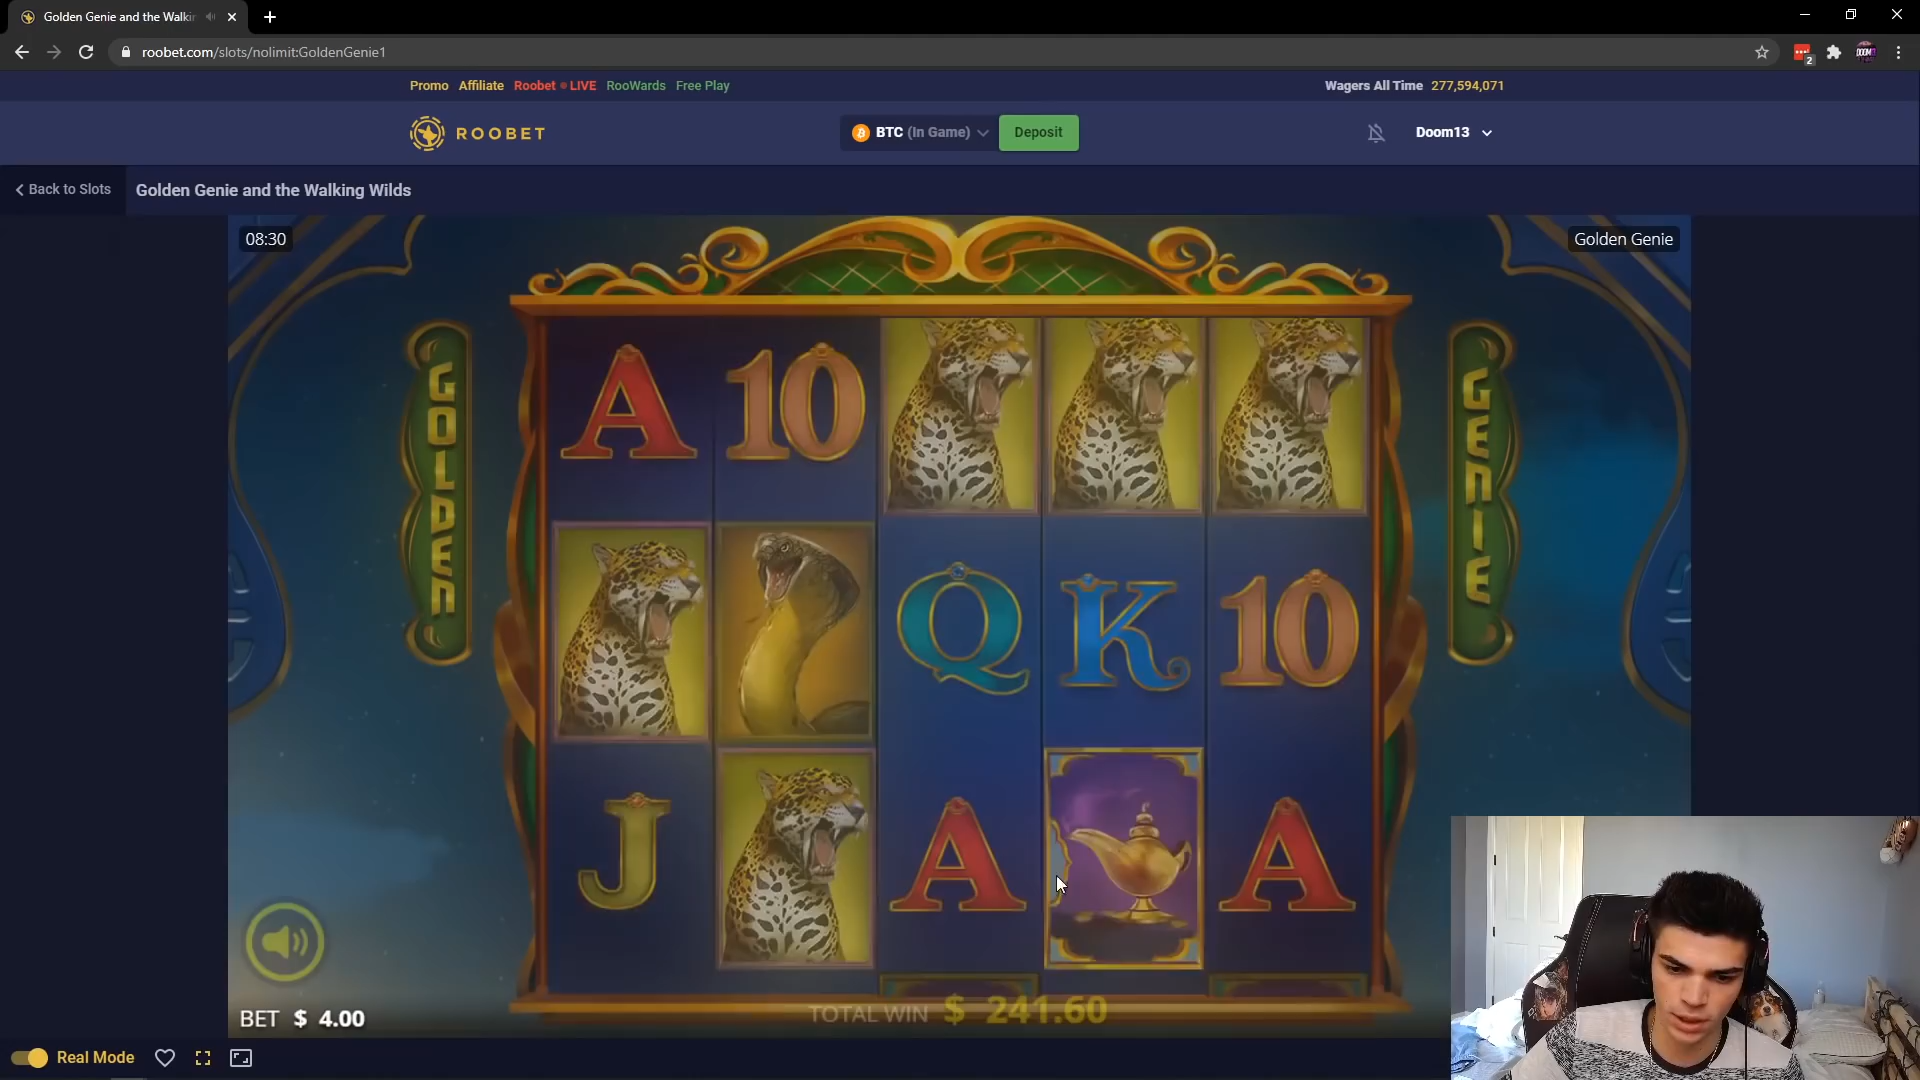 Golden Genie and the Walkin
roobet.com/slots/nolimit:GoldenGenie1
2
Promo Affiliate Roobet LIVE RooWards Free Play
Wagers All Time 277,594,071
ROOBET
BTC (In Game)
Deposit
Doom13
Back to Slots
Golden Genie and the Walking Wilds
08:30
Golden Genie
GOLDEN
GENIE
A 10
Q K 10
J A A
TOTAL WIN $ 241.60
BET $ 4.00
Real Mode